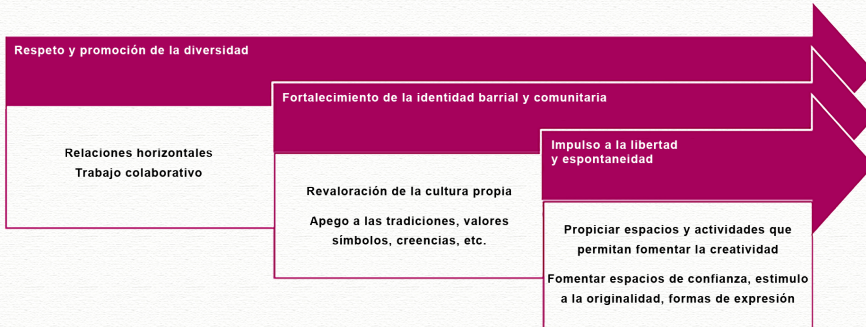 Respeto y promoción de la diversidad
Relaciones horizontales
Trabajo colaborativo
Fortalecimiento de la identidad barrial y comunitaria
Revaloración de la cultura propia
Apego a las tradiciones, valores
símbolos, creencias, etc.
Impulso a la libertad
y espontaneidad
Propiciar espacios y actividades que
permitan fomentar la creatividad
Fomentar espacios de confianza, estimulo
a la originalidad, formas de expresión